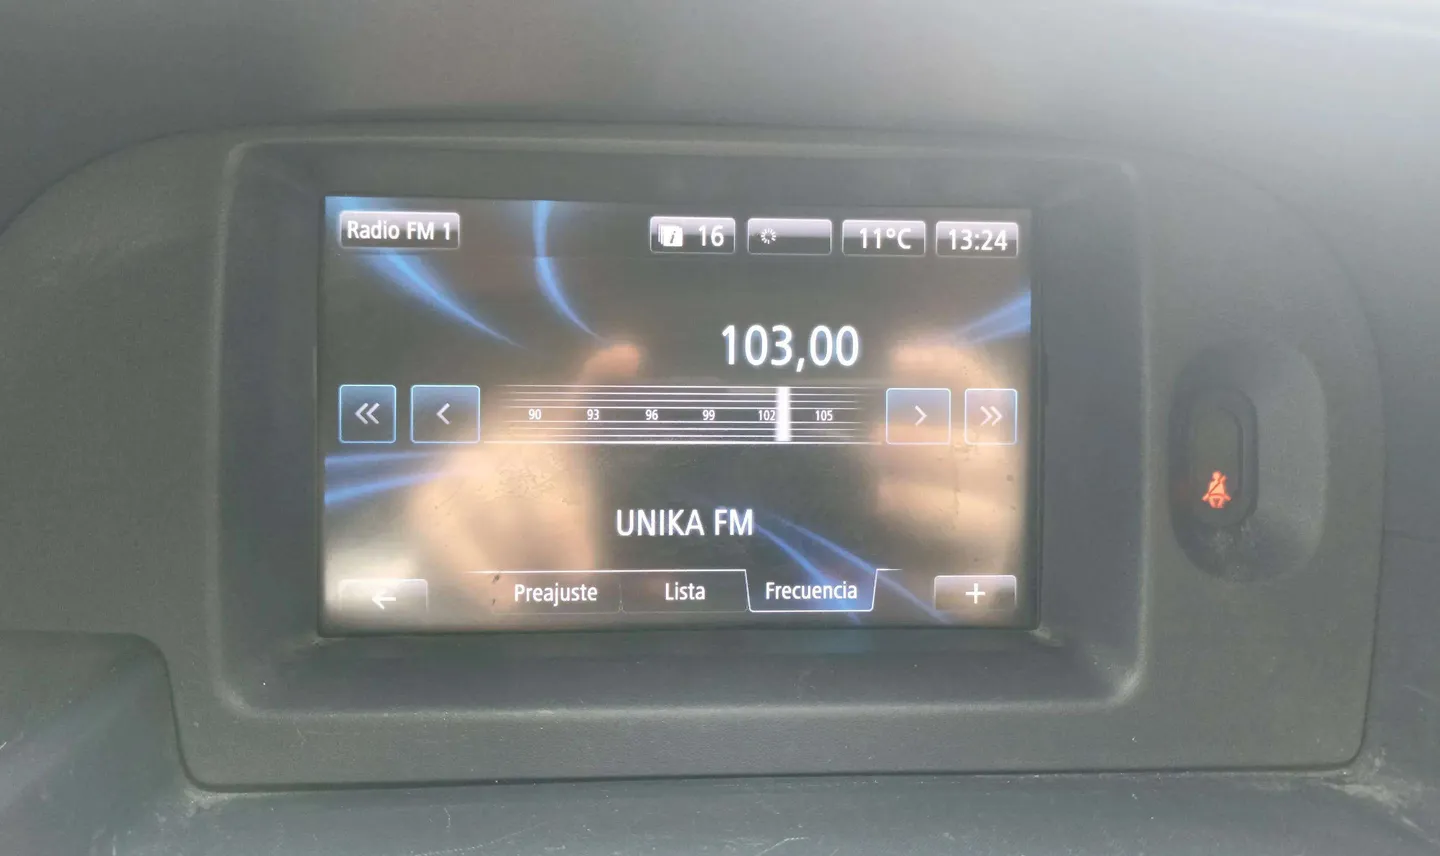 Radio FM 1
16
11°C
13:24
103,00
90 93 96 99 102 105
UNIKA FM
Preajuste Lista Frecuencia